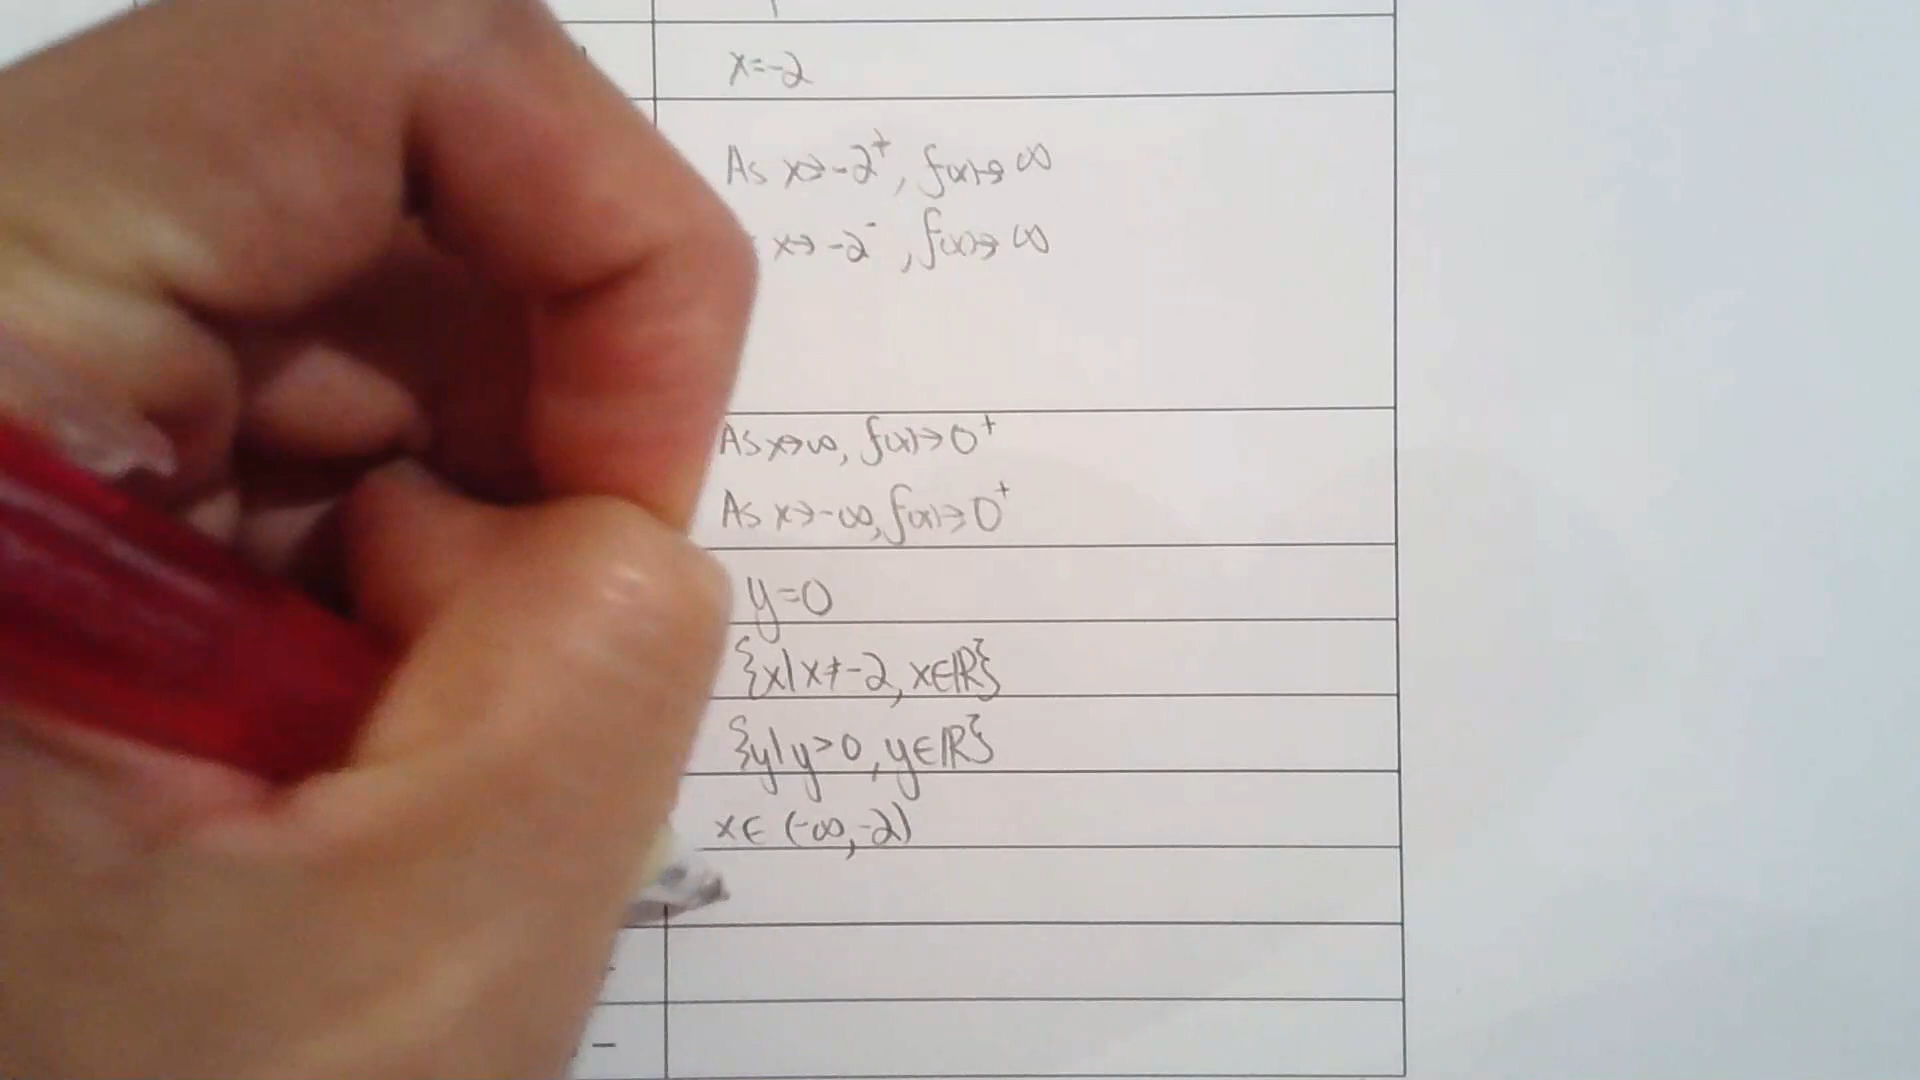 x=-2
As x→-2⁺, f(x)→∞
x→-2⁻, f(x)→∞
As x→∞, f(x)→0⁺
As x→-∞, f(x)→0⁺
y=0
{x|x≠-2, x∈ℝ}
{y|y>0, y∈ℝ}
x∈(-∞,-2)
-